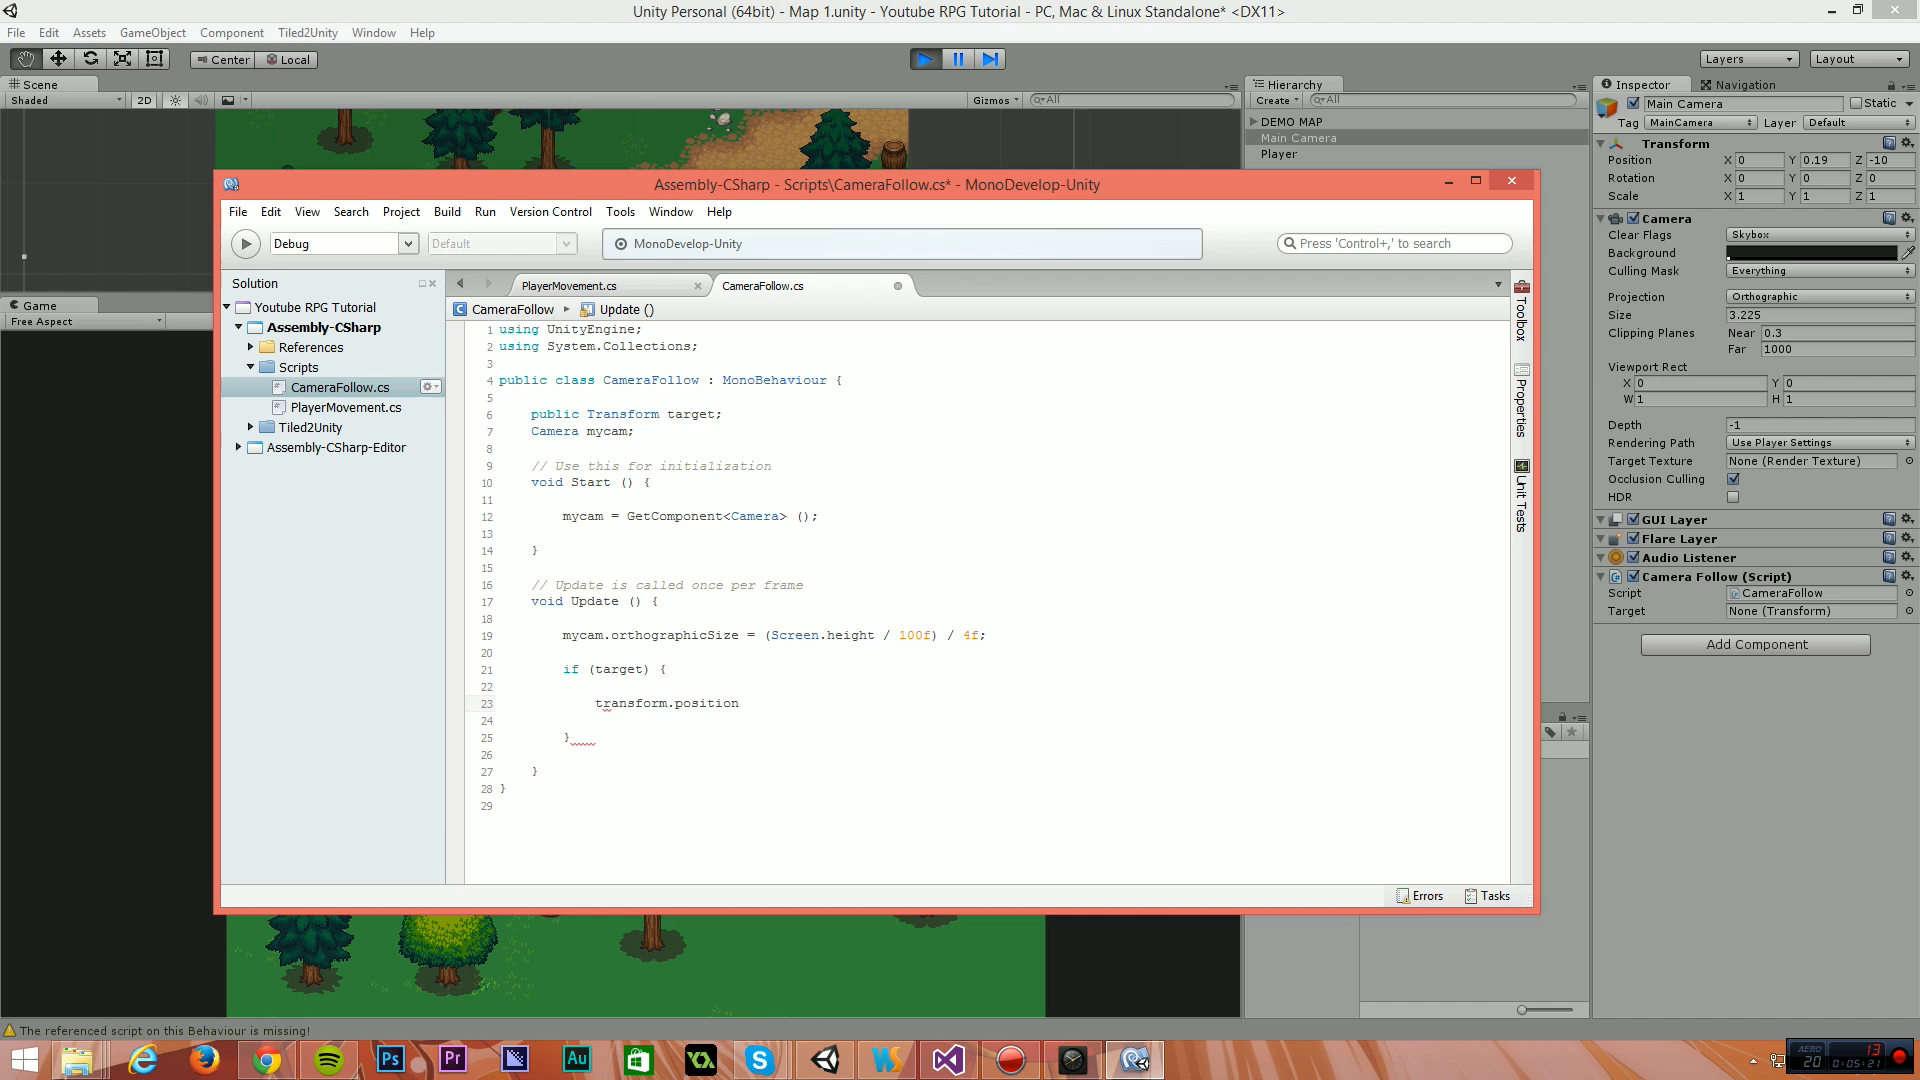 Unity Personal (64bit) - Map 1.unity - Youtube RPG Tutorial - PC, Mac & Linux Standalone* <DX11>
File Edit Assets GameObject Component Tiled2Unity Window Help
Center Local
Layers Layout
Scene
Shaded 2D Gizmos All
Hierarchy
Create All
DEMO MAP
Main Camera
Player
Inspector Navigation
Main Camera Static
Tag MainCamera Layer Default
Transform
Position X 0 Y 0.19 Z -10
Rotation X 0 Y 0 Z 0
Scale X 1 Y 1 Z 1
Camera
Clear Flags Skybox
Background
Culling Mask Everything
Projection Orthographic
Size 3.225
Clipping Planes Near 0.3
Far 1000
Viewport Rect
X 0 Y 0
W 1 H 1
Depth -1
Rendering Path Use Player Settings
Target Texture None (Render Texture)
Occlusion Culling
HDR
GUI Layer
Flare Layer
Audio Listener
Camera Follow (Script)
Script CameraFollow
Target None (Transform)
Add Component
Game
Free Aspect
Assembly-CSharp - Scripts\CameraFollow.cs* - MonoDevelop-Unity
File Edit View Search Project Build Run Version Control Tools Window Help
Debug Default MonoDevelop-Unity Press 'Control+,' to search
Solution
Youtube RPG Tutorial
Assembly-CSharp
References
Scripts
CameraFollow.cs
PlayerMovement.cs
Tiled2Unity
Assembly-CSharp-Editor
PlayerMovement.cs CameraFollow.cs
CameraFollow Update ()
1 using UnityEngine;
2 using System.Collections;
3
4 public class CameraFollow : MonoBehaviour {
5
6 public Transform target;
7 Camera mycam;
8
9 // Use this for initialization
10 void Start () {
11
12 mycam = GetComponent<Camera> ();
13
14 }
15
16 // Update is called once per frame
17 void Update () {
18
19 mycam.orthographicSize = (Screen.height / 100f) / 4f;
20
21 if (target) {
22
23 transform.position
24
25 }
26
27 }
28 }
29
Toolbox
Properties
Unit Tests
Errors Tasks
The referenced script on this Behaviour is missing!
Ps Pr Au
AERO 13
20 0:05:21